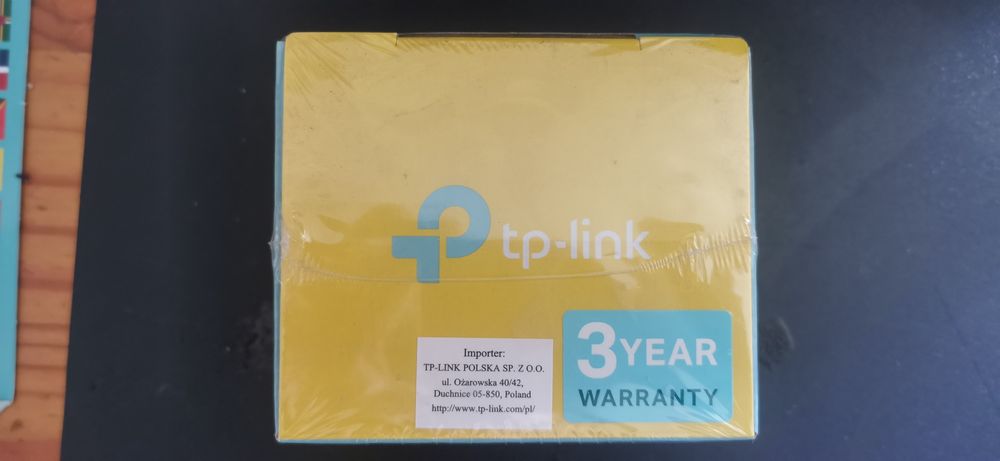 tp-link
Importer:
TP-LINK POLSKA SP. Z O.O.
ul. Ożarowska 40/42,
Duchnice 05-850, Poland
http://www.tp-link.com/pl/
3 YEAR
WARRANTY